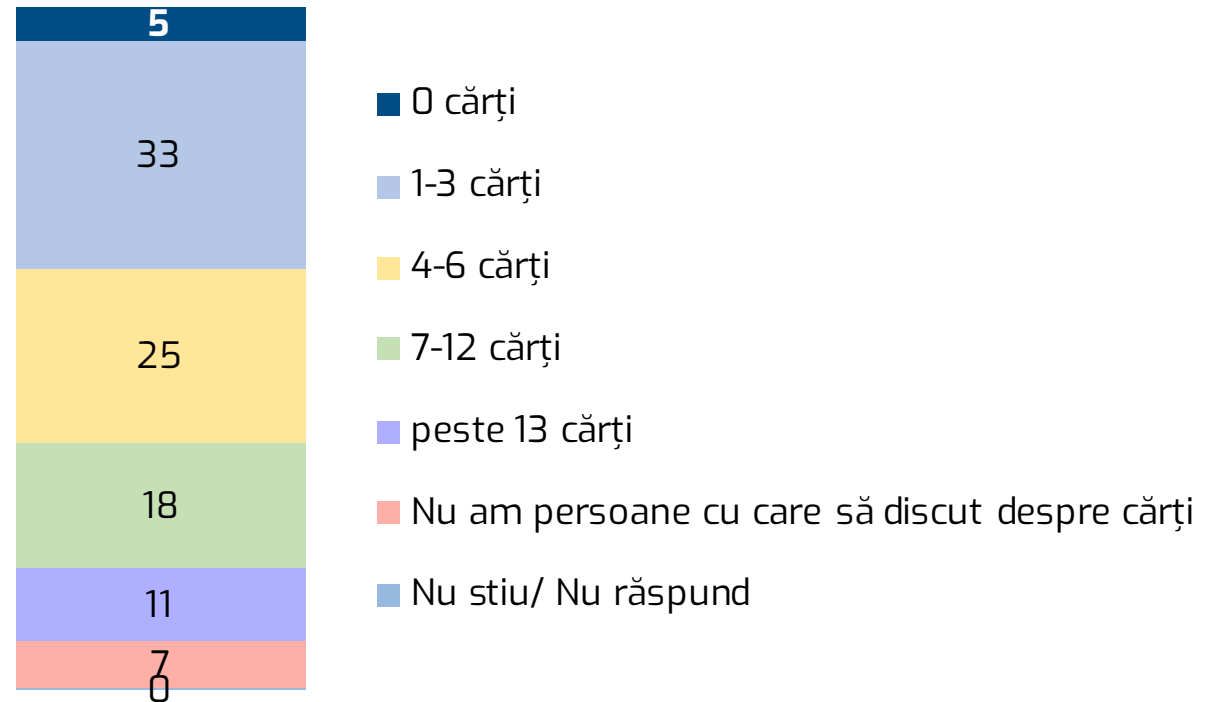 5
33
25
18
11
7
0
0 cărți
1-3 cărți
4-6 cărți
7-12 cărți
peste 13 cărți
Nu am persoane cu care să discut despre cărți
Nu stiu/ Nu răspund